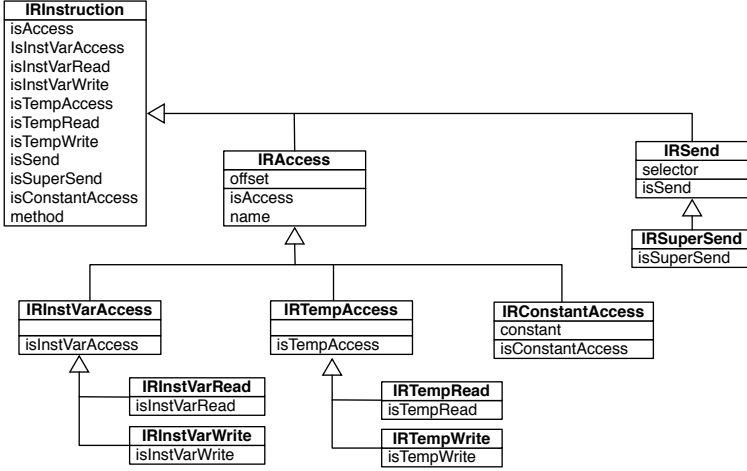 IRInstruction
isAccess
IsInstVarAccess
isInstVarRead
isInstVarWrite
isTempAccess
isTempRead
isTempWrite
isSend
isSuperSend
isConstantAccess
method
IRAccess
offset
isAccess
name
IRSend
selector
isSend
IRSuperSend
isSuperSend
IRInstVarAccess
isInstVarAccess
IRTempAccess
isTempAccess
IRConstantAccess
constant
isConstantAccess
IRInstVarRead
isInstVarRead
IRInstVarWrite
isInstVarWrite
IRTempRead
isTempRead
IRTempWrite
isTempWrite